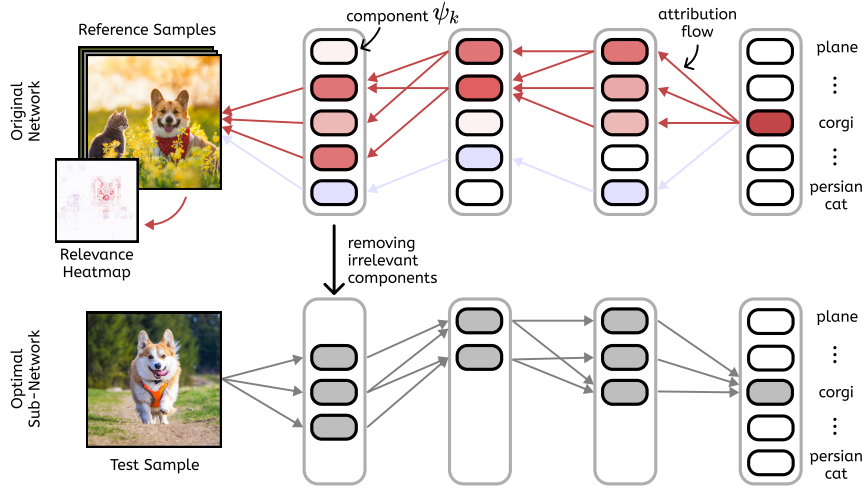 Reference Samples
component ψk
attribution
flow
Original
Network
plane
⋮
corgi
⋮
persian
cat
Relevance
Heatmap
removing
irrelevant
components
Optimal
Sub-Network
plane
⋮
corgi
⋮
persian
cat
Test Sample